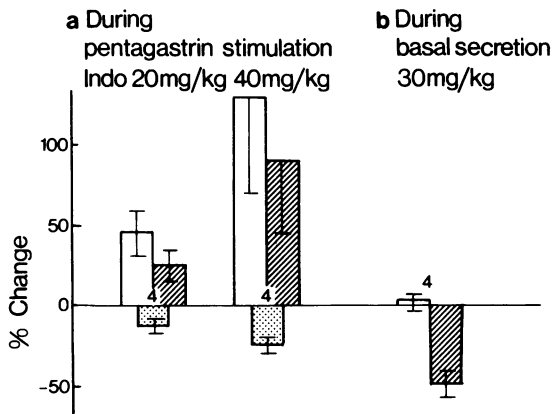 a During
pentagastrin stimulation
Indo 20mg/kg 40mg/kg
b During
basal secretion
30mg/kg
% Change
100
50
0
-50
4
4
4